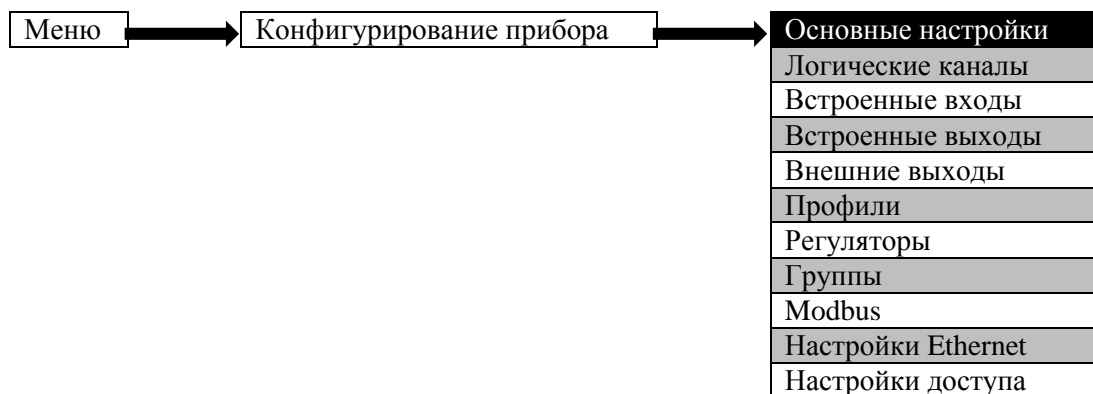 Меню Конфигурирование прибора Основные настройки
Логические каналы
Встроенные входы
Встроенные выходы
Внешние выходы
Профили
Регуляторы
Группы
Modbus
Настройки Ethernet
Настройки доступа